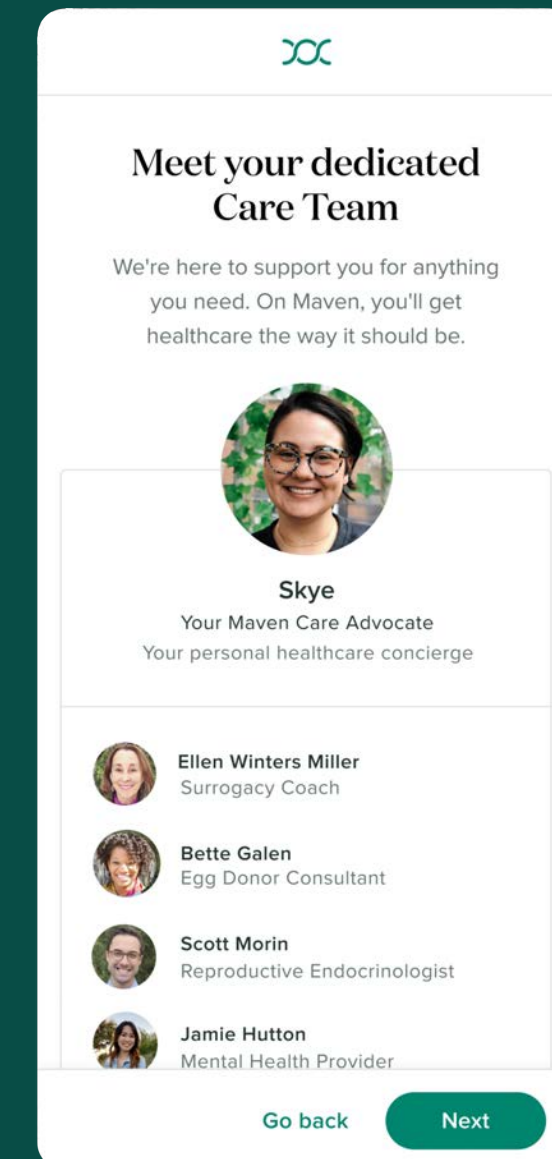 Meet your dedicated
Care Team
We're here to support you for anything
you need. On Maven, you'll get
healthcare the way it should be.
Skye
Your Maven Care Advocate
Your personal healthcare concierge
Ellen Winters Miller
Surrogacy Coach
Bette Galen
Egg Donor Consultant
Scott Morin
Reproductive Endocrinologist
Jamie Hutton
Mental Health Provider
Go back
Next